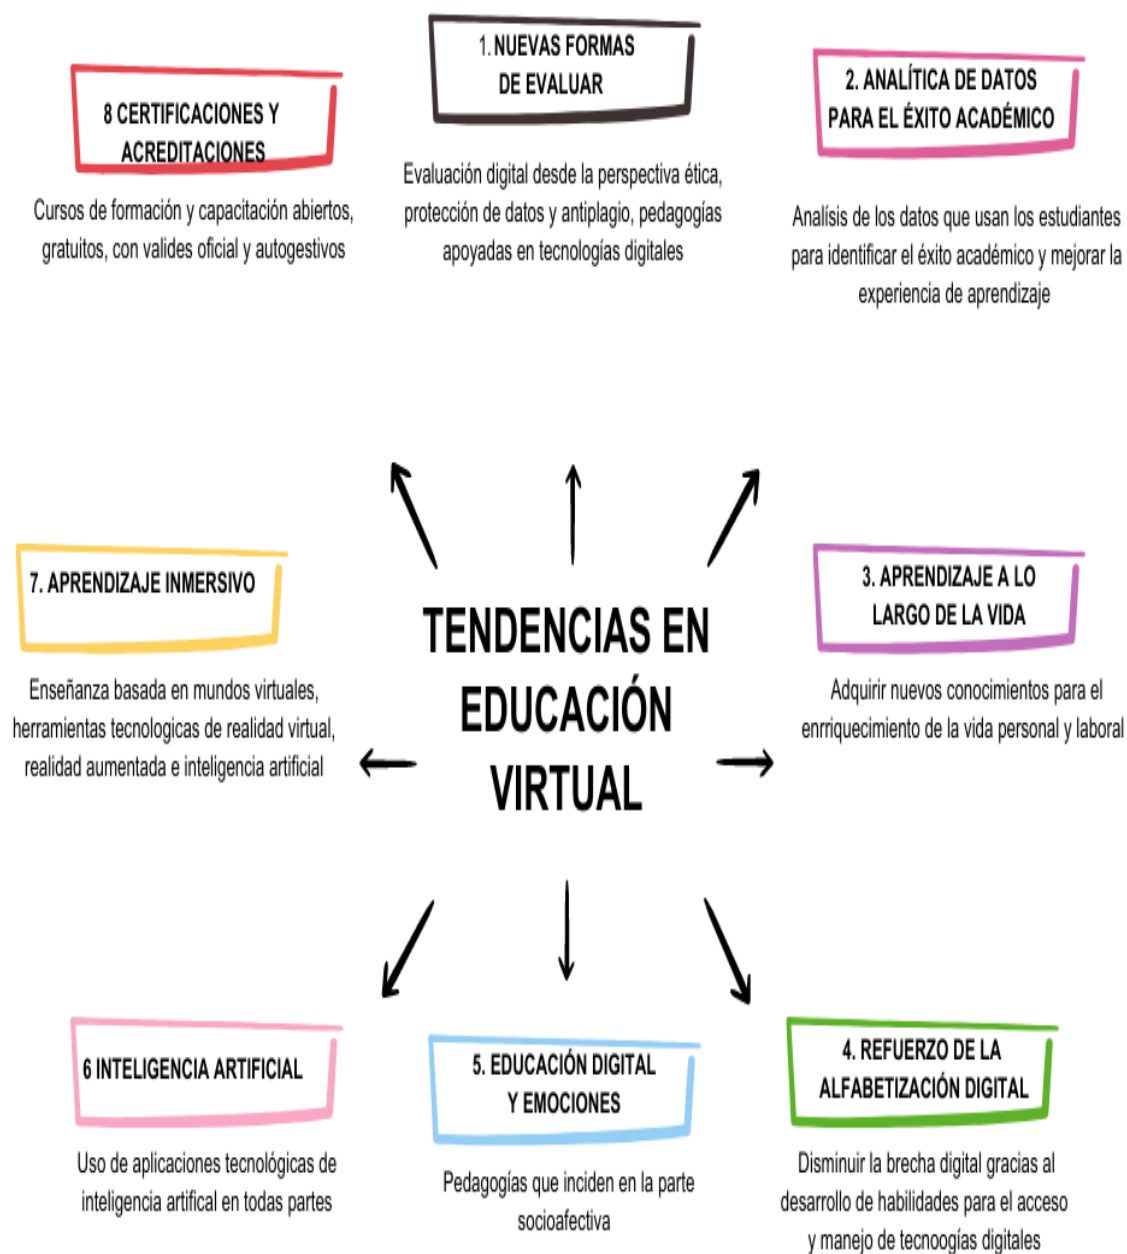 1. NUEVAS FORMAS
DE EVALUAR
Evaluación digital desde la perspectiva ética,
protección de datos y antiplagio, pedagogías
apoyadas en tecnologías digitales
2. ANALÍTICA DE DATOS
PARA EL ÉXITO ACADÉMICO
Analísis de los datos que usan los estudiantes
para identificar el éxito académico y mejorar la
experiencia de aprendizaje
8 CERTIFICACIONES Y
ACREDITACIONES
Cursos de formación y capacitación abiertos,
gratuitos, con valides oficial y autogestivos
TENDENCIAS EN
EDUCACIÓN
VIRTUAL
3. APRENDIZAJE A LO
LARGO DE LA VIDA
Adquirir nuevos conocimientos para el
enrriquecimiento de la vida personal y laboral
7. APRENDIZAJE INMERSIVO
Enseñanza basada en mundos virtuales,
herramientas tecnologicas de realidad virtual,
realidad aumentada e inteligencia artificial
4. REFUERZO DE LA
ALFABETIZACIÓN DIGITAL
Disminuir la brecha digital gracias al
desarrollo de habilidades para el acceso
y manejo de tecnoogías digitales
5. EDUCACIÓN DIGITAL
Y EMOCIONES
Pedagogías que inciden en la parte
socioafectiva
6 INTELIGENCIA ARTIFICIAL
Uso de aplicaciones tecnológicas de
inteligencia artifical en todas partes